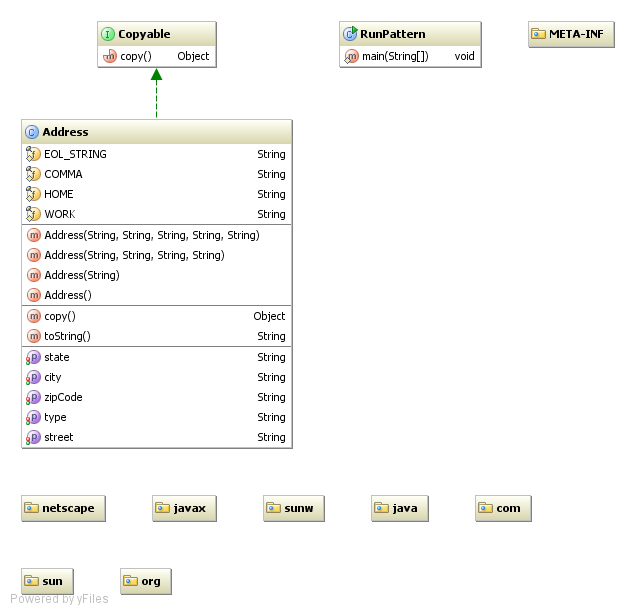 Copyable
copy() Object
RunPattern
main(String[]) void
META-INF
Address
EOL_STRING String
COMMA String
HOME String
WORK String
Address(String, String, String, String, String)
Address(String, String, String, String)
Address(String)
Address()
copy() Object
toString() String
state String
city String
zipCode String
type String
street String
netscape javax sunw java com
sun org
Powered by yFiles